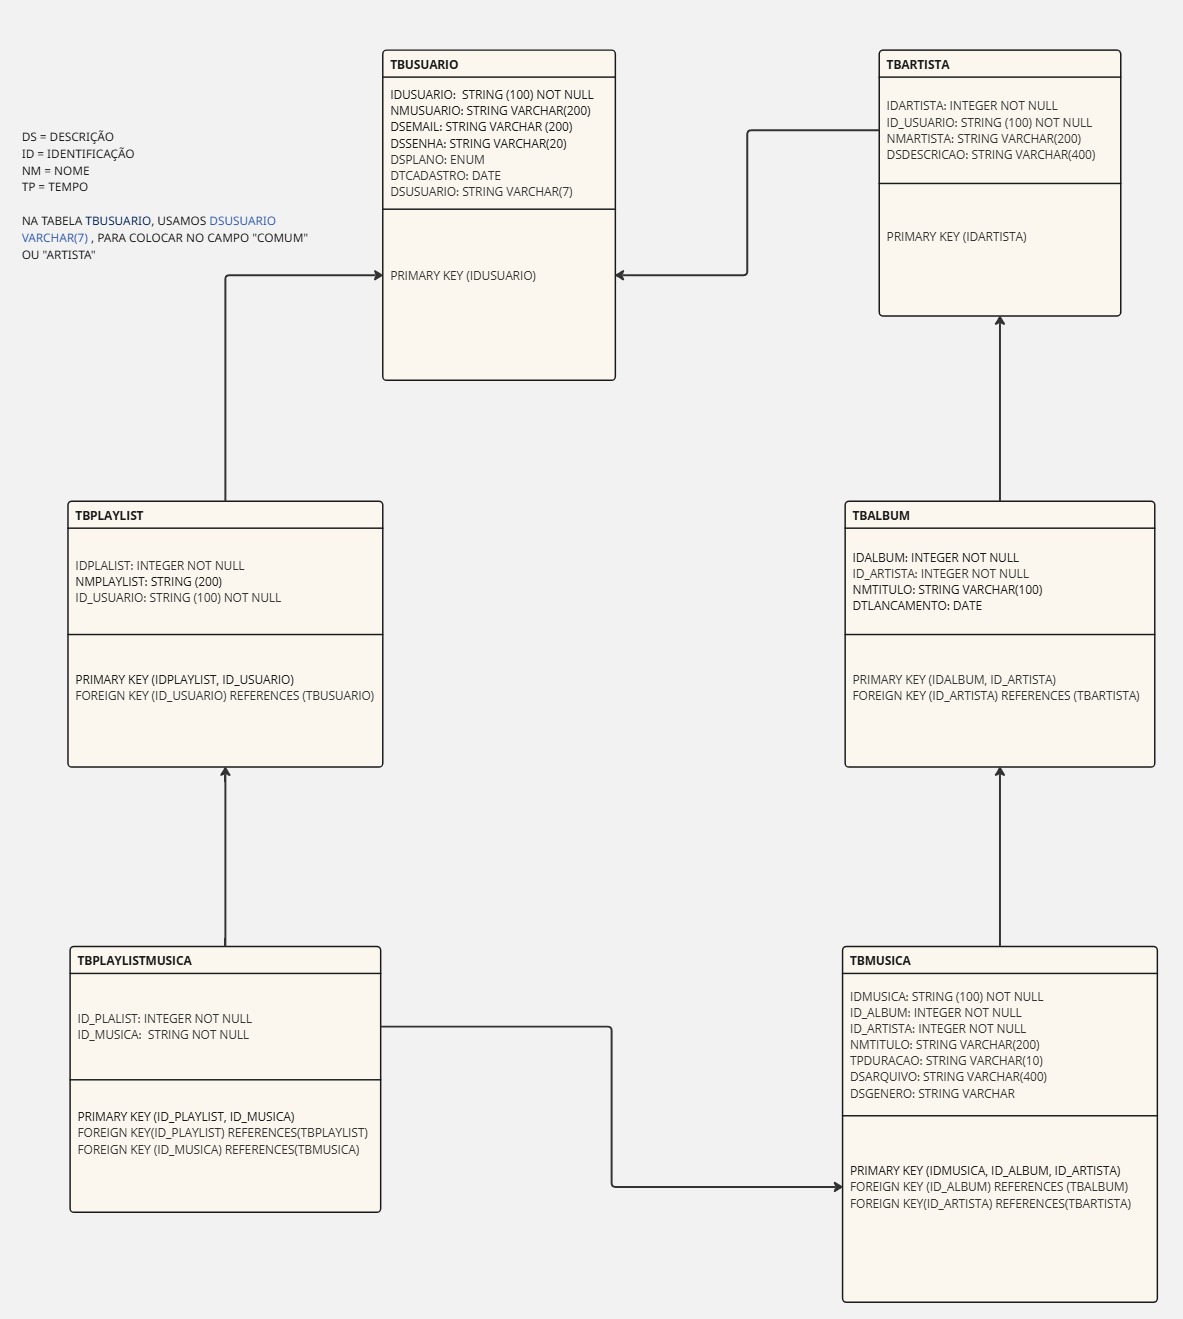 TBUSUARIO
IDUSUARIO:  STRING (100) NOT NULL
NMUSUARIO: STRING VARCHAR(200)
DSEMAIL: STRING VARCHAR (200)
DSSENHA: STRING VARCHAR(20)
DSPLANO: ENUM
DTCADASTRO: DATE
DSUSUARIO: STRING VARCHAR(7)
PRIMARY KEY (IDUSUARIO)
TBARTISTA
IDARTISTA: INTEGER NOT NULL
ID_USUARIO: STRING (100) NOT NULL
NMARTISTA: STRING VARCHAR(200)
DSDESCRICAO: STRING VARCHAR(400)
PRIMARY KEY (IDARTISTA)
DS = DESCRIÇÃO
ID = IDENTIFICAÇÃO
NM = NOME
TP = TEMPO
NA TABELA TBUSUARIO, USAMOS DSUSUARIO
VARCHAR(7) , PARA COLOCAR NO CAMPO "COMUM"
OU "ARTISTA"
TBPLAYLIST
IDPLALIST: INTEGER NOT NULL
NMPLAYLIST: STRING (200)
ID_USUARIO: STRING (100) NOT NULL
PRIMARY KEY (IDPLAYLIST, ID_USUARIO)
FOREIGN KEY (ID_USUARIO) REFERENCES (TBUSUARIO)
TBALBUM
IDALBUM: INTEGER NOT NULL
ID_ARTISTA: INTEGER NOT NULL
NMTITULO: STRING VARCHAR(100)
DTLANCAMENTO: DATE
PRIMARY KEY (IDALBUM, ID_ARTISTA)
FOREIGN KEY (ID_ARTISTA) REFERENCES (TBARTISTA)
TBPLAYLISTMUSICA
ID_PLALIST: INTEGER NOT NULL
ID_MUSICA:  STRING NOT NULL
PRIMARY KEY (ID_PLAYLIST, ID_MUSICA)
FOREIGN KEY(ID_PLAYLIST) REFERENCES(TBPLAYLIST)
FOREIGN KEY (ID_MUSICA) REFERENCES(TBMUSICA)
TBMUSICA
IDMUSICA: STRING (100) NOT NULL
ID_ALBUM: INTEGER NOT NULL
ID_ARTISTA: INTEGER NOT NULL
NMTITULO: STRING VARCHAR(200)
TPDURACAO: STRING VARCHAR(10)
DSARQUIVO: STRING VARCHAR(400)
DSGENERO: STRING VARCHAR
PRIMARY KEY (IDMUSICA, ID_ALBUM, ID_ARTISTA)
FOREIGN KEY (ID_ALBUM) REFERENCES (TBALBUM)
FOREIGN KEY(ID_ARTISTA) REFERENCES(TBARTISTA)